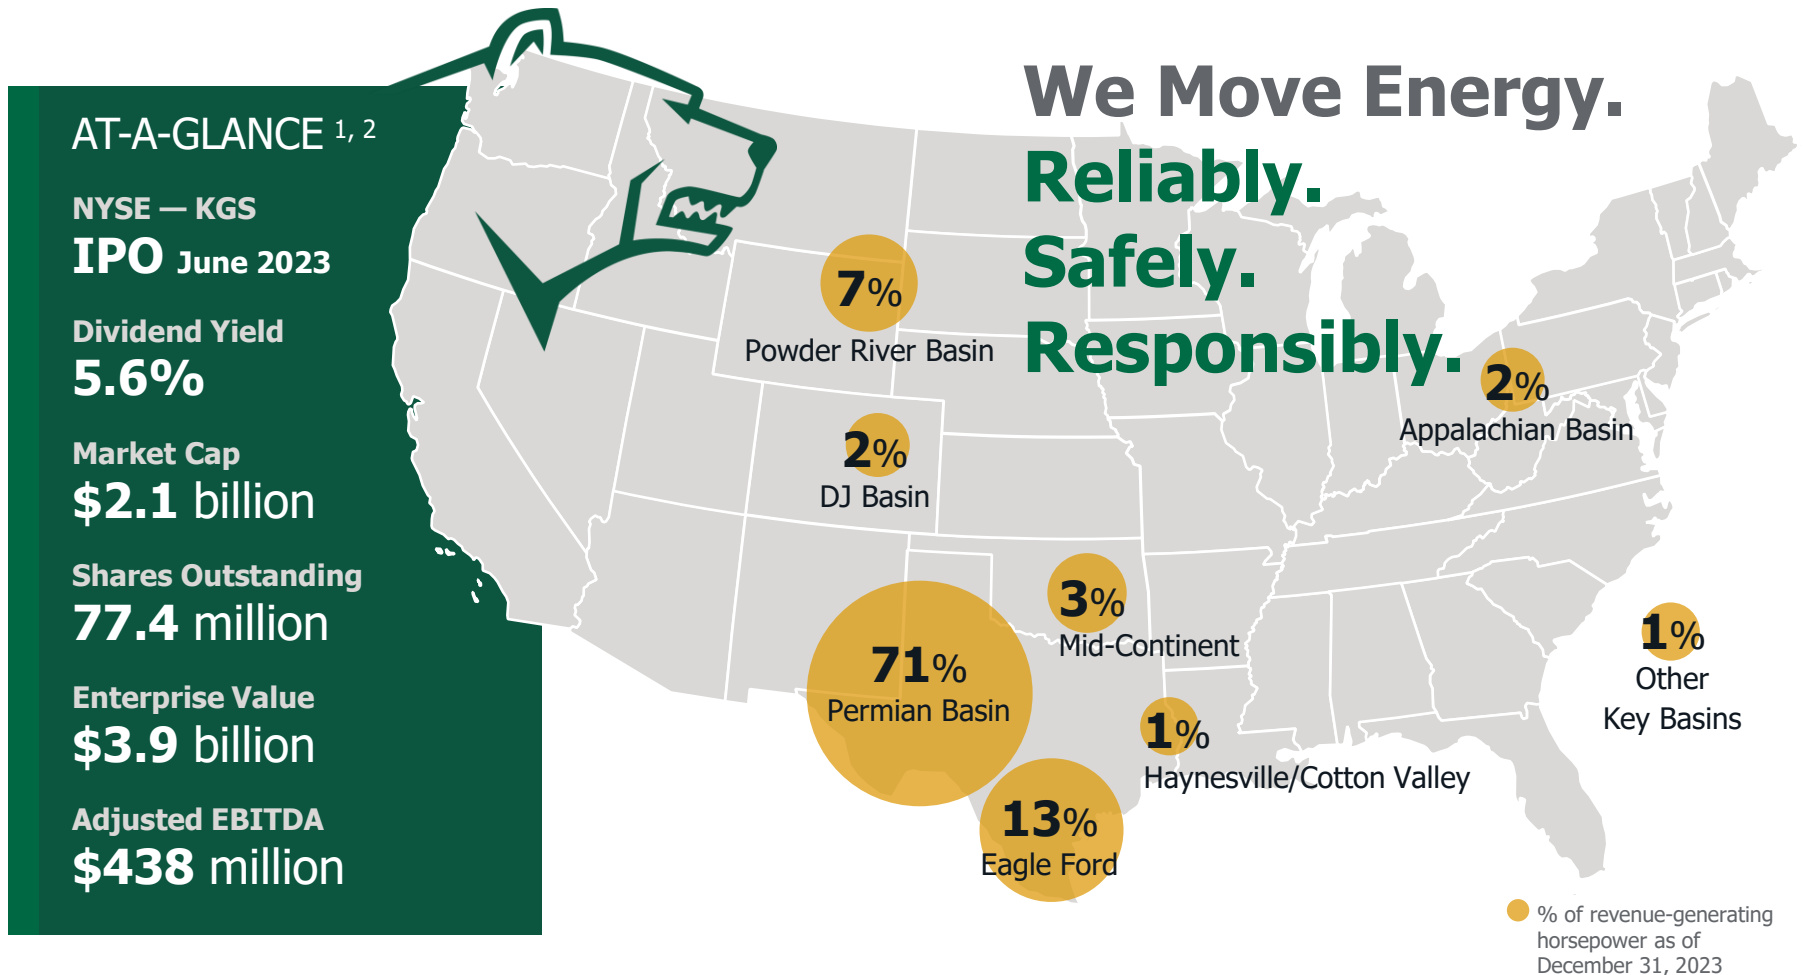 AT-A-GLANCE 1, 2
NYSE — KGS
IPO June 2023
Dividend Yield
5.6%
Market Cap
$2.1 billion
Shares Outstanding
77.4 million
Enterprise Value
$3.9 billion
Adjusted EBITDA
$438 million
We Move Energy.
Reliably.
Safely.
Responsibly.
7%
Powder River Basin
2%
DJ Basin
2%
Appalachian Basin
3%
Mid-Continent
71%
Permian Basin
1%
Haynesville/Cotton Valley
13%
Eagle Ford
1%
Other
Key Basins
% of revenue-generating
horsepower as of
December 31, 2023